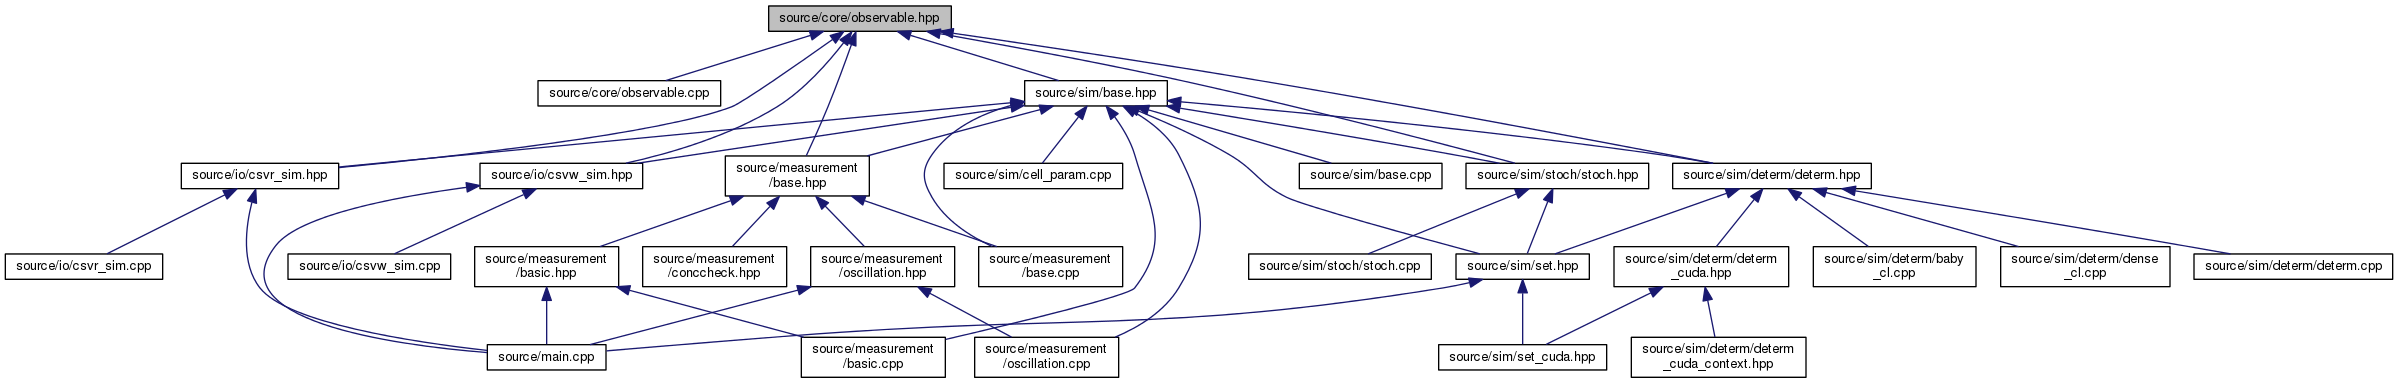 source/core/observable.hpp
source/core/observable.cpp
source/sim/base.hpp
source/io/csvr_sim.hpp
source/io/csvw_sim.hpp
source/measurement
/base.hpp
source/sim/cell_param.cpp
source/sim/base.cpp
source/sim/stoch/stoch.hpp
source/sim/determ/determ.hpp
source/io/csvr_sim.cpp
source/io/csvw_sim.cpp
source/measurement
/basic.hpp
source/measurement
/conccheck.hpp
source/measurement
/oscillation.hpp
source/measurement
/base.cpp
source/sim/stoch/stoch.cpp
source/sim/set.hpp
source/sim/determ/determ
_cuda.hpp
source/sim/determ/baby
_cl.cpp
source/sim/determ/dense
_cl.cpp
source/sim/determ/determ.cpp
source/main.cpp
source/measurement
/basic.cpp
source/measurement
/oscillation.cpp
source/sim/set_cuda.hpp
source/sim/determ/determ
_cuda_context.hpp